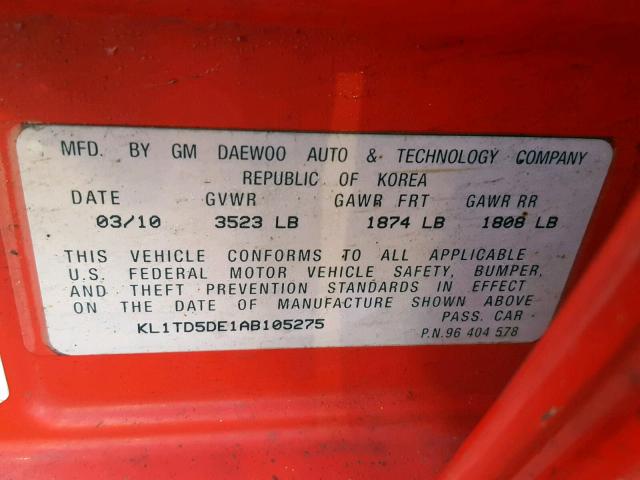 MFD. BY GM DAEWOO AUTO & TECHNOLOGY COMPANY
REPUBLIC OF KOREA
DATE GVWR GAWR FRT GAWR RR
03/10 3523 LB 1874 LB 1808 LB
THIS VEHICLE CONFORMS TO ALL APPLICABLE
U.S. FEDERAL MOTOR VEHICLE SAFETY, BUMPER,
AND THEFT PREVENTION STANDARDS IN EFFECT
ON THE DATE OF MANUFACTURE SHOWN ABOVE
KL1TD5DE1AB105275 PASS. CAR
P.N.96 404 578